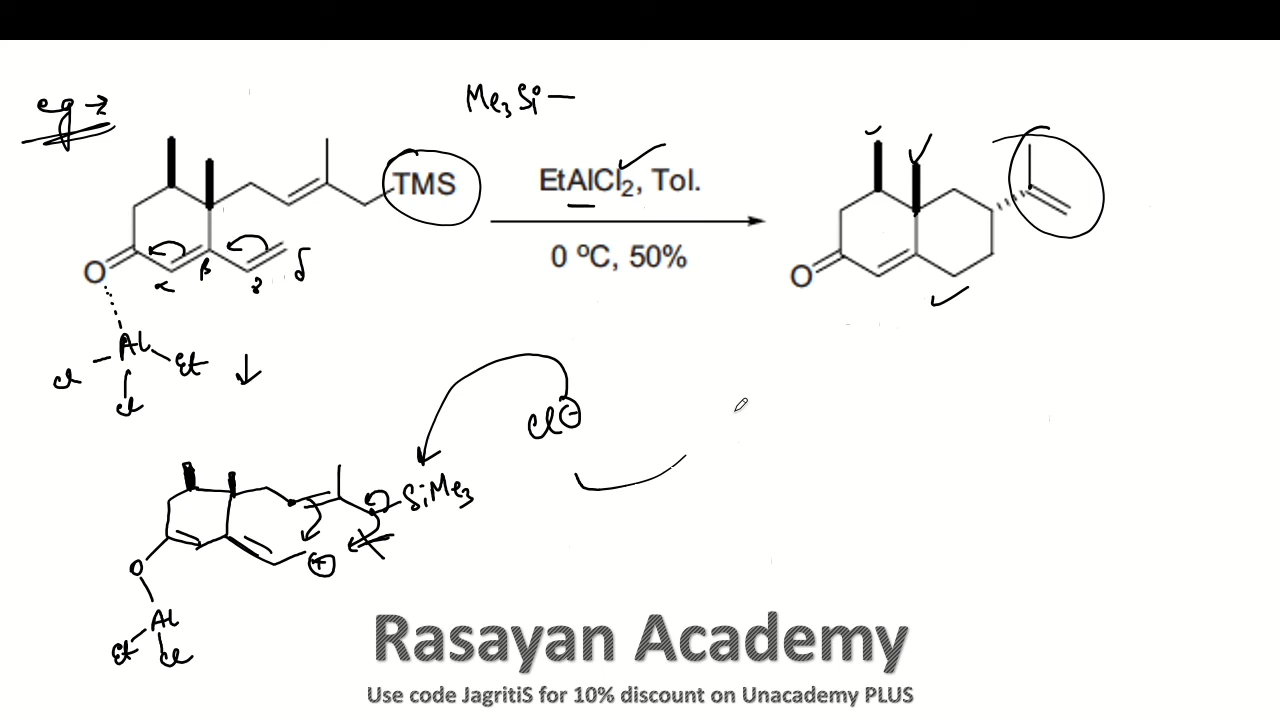 eg →
Me₃Si—
TMS
EtAlCl₂, Tol.
0 ºC, 50%
O
α
β
γ
δ
O
Al
Cl
Et
Cl
Cl⊖
SiMe₃
⊕
O
Al
Et
Cl
Rasayan Academy
Use code JagritiS for 10% discount on Unacademy PLUS